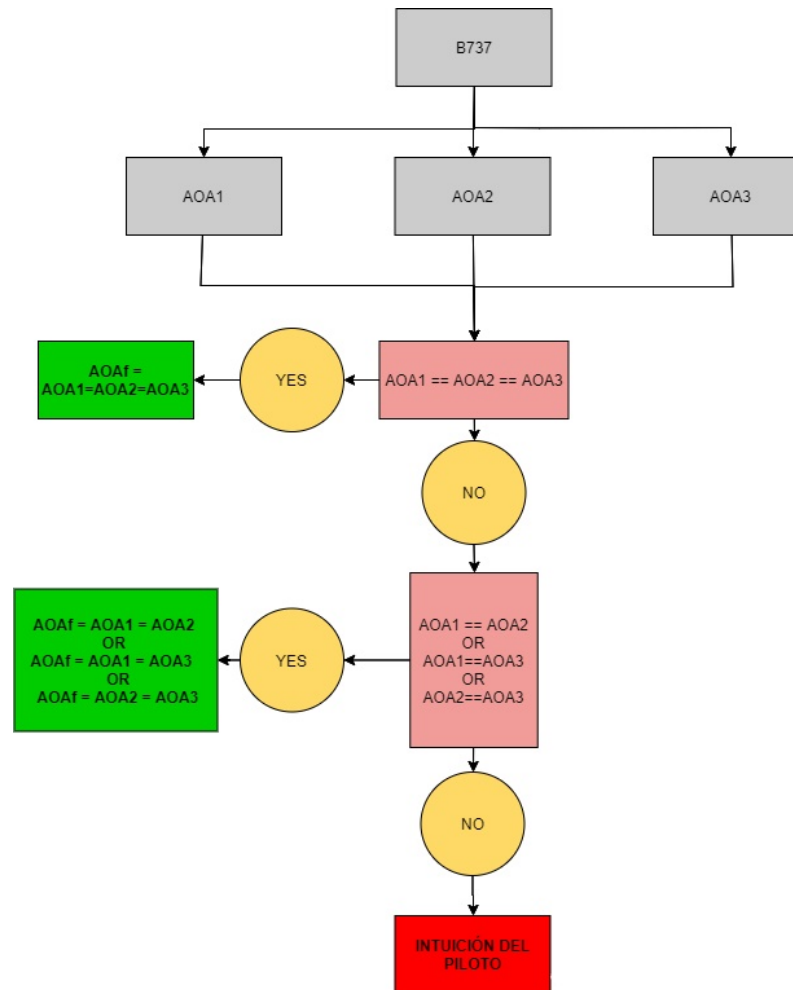 B737
AOA1
AOA2
AOA3
AOAf =
AOA1=AOA2=AOA3
YES
AOA1 == AOA2 == AOA3
NO
AOAf = AOA1 = AOA2
OR
AOAf = AOA1 = AOA3
OR
AOAf = AOA2 = AOA3
YES
AOA1 == AOA2
OR
AOA1==AOA3
OR
AOA2==AOA3
NO
INTUICIÓN DEL
PILOTO